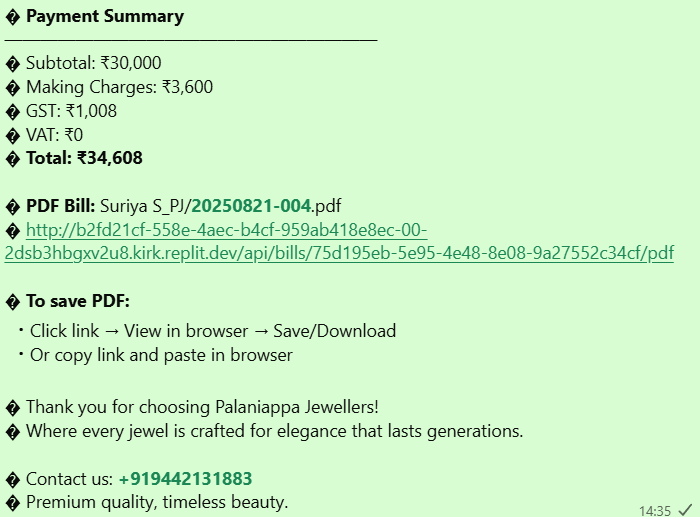 � Payment Summary
� Subtotal: ₹30,000
� Making Charges: ₹3,600
� GST: ₹1,008
� VAT: ₹0
� Total: ₹34,608
� PDF Bill: Suriya S_PJ/20250821-004.pdf
� http://b2fd21cf-558e-4aec-b4cf-959ab418e8ec-00-
2dsb3hbgxv2u8.kirk.replit.dev/api/bills/75d195eb-5e95-4e48-8e08-9a27552c34cf/pdf
� To save PDF:
• Click link → View in browser → Save/Download
• Or copy link and paste in browser
� Thank you for choosing Palaniappa Jewellers!
� Where every jewel is crafted for elegance that lasts generations.
� Contact us: +919442131883
� Premium quality, timeless beauty.
14:35 ✓